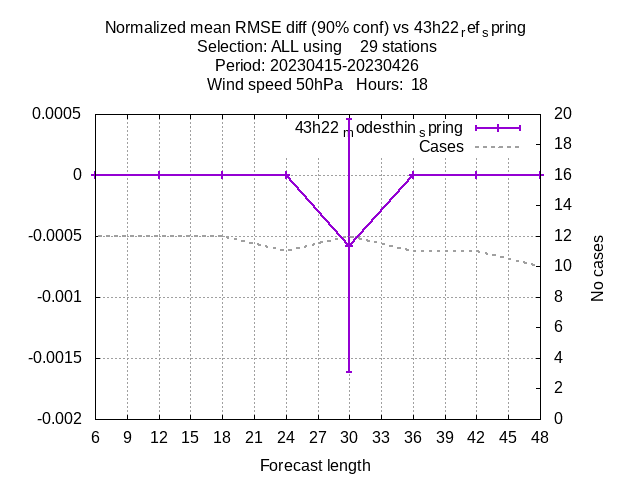 Normalized mean RMSE diff (90% conf) vs 43h22refspring
Selection: ALL using 29 stations
Period: 20230415-20230426
Wind speed 50hPa Hours: 18
43h22modesthinspring
Cases
0.0005
0
-0.0005
-0.001
-0.0015
-0.002
20
18
16
14
12
10
8
6
4
2
0
No cases
6 9 12 15 18 21 24 27 30 33 36 39 42 45 48
Forecast length